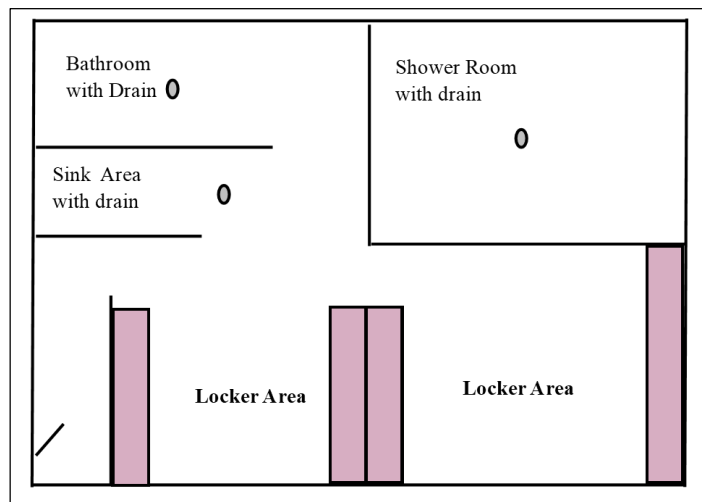 Bathroom
with Drain
Shower Room
with drain
Sink Area
with drain
Locker Area
Locker Area